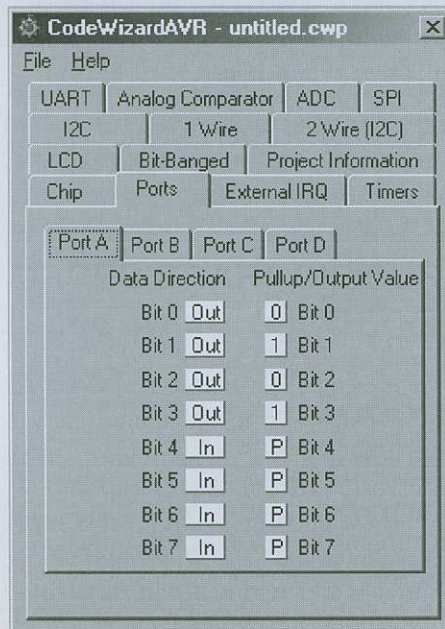 CodeWizardAVR - untitled.cwp
File Help
UART Analog Comparator ADC SPI
I2C 1 Wire 2 Wire (I2C)
LCD Bit-Banged Project Information
Chip Ports External IRQ Timers
Port A Port B Port C Port D
Data Direction Pullup/Output Value
Bit 0 Out 0 Bit 0
Bit 1 Out 1 Bit 1
Bit 2 Out 0 Bit 2
Bit 3 Out 1 Bit 3
Bit 4 In P Bit 4
Bit 5 In P Bit 5
Bit 6 In P Bit 6
Bit 7 In P Bit 7